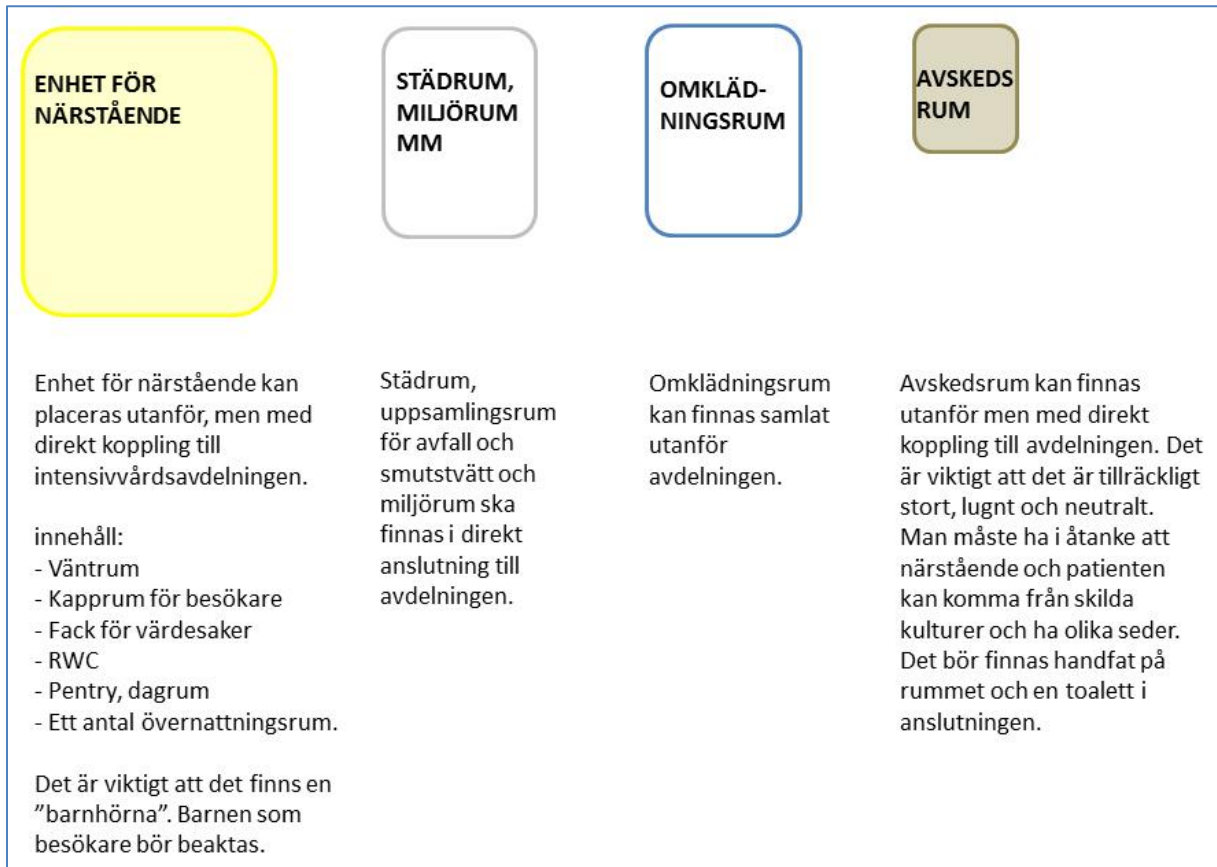 ENHET FÖR
NÄRSTÅENDE
STÄDRUM,
MILJÖRUM
MM
OMKLÄD-
NINGSRUM
AVSKEDS
RUM
Enhet för närstående kan
placeras utanför, men med
direkt koppling till
intensivvårdsavdelningen.
innehåll:
- Väntrum
- Kapprum för besökare
- Fack för värdesaker
- RWC
- Pentry, dagrum
- Ett antal övernattningsrum.
Det är viktigt att det finns en
”barnhörna”. Barnen som
besökare bör beaktas.
Städrum,
uppsamlingsrum
för avfall och
smutstvätt och
miljörum ska
finnas i direkt
anslutning till
avdelningen.
Omklädningsrum
kan finnas samlat
utanför
avdelningen.
Avskedsrum kan finnas
utanför men med direkt
koppling till avdelningen. Det
är viktigt att det är tillräckligt
stort, lugnt och neutralt.
Man måste ha i åtanke att
närstående och patienten
kan komma från skilda
kulturer och ha olika seder.
Det bör finnas handfat på
rummet och en toalett i
anslutningen.